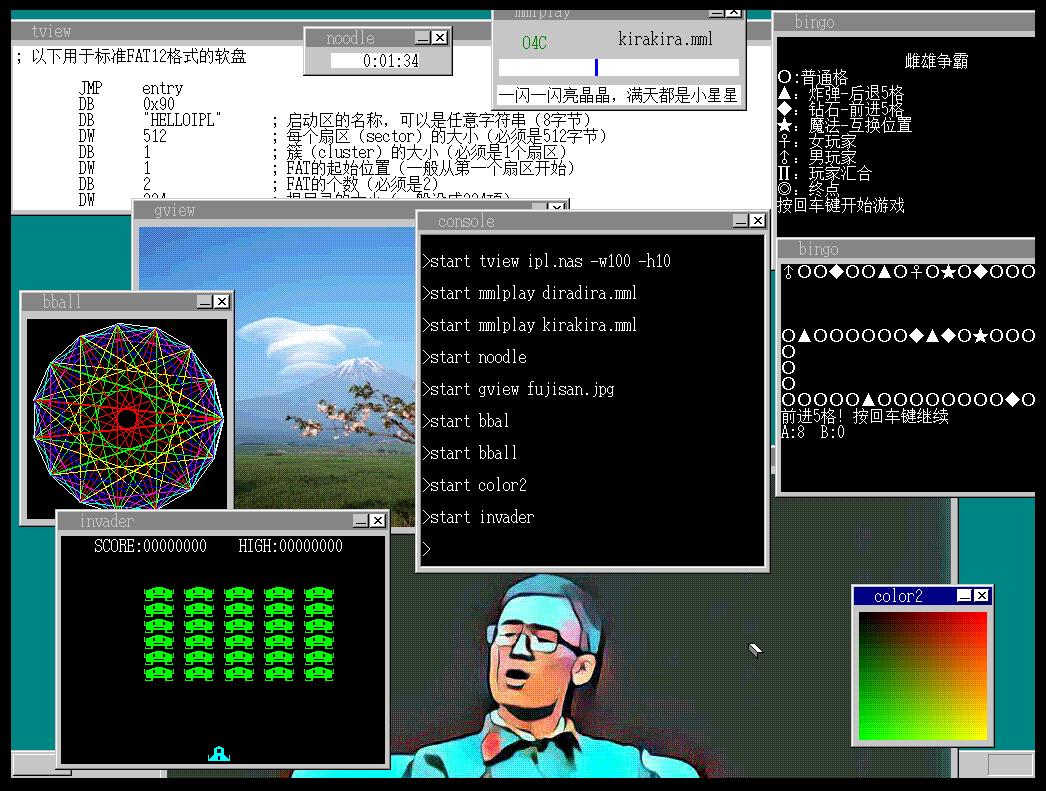 tview
; 以下用于标准FAT12格式的软盘
JMP entry
DB 0x90
DB "HELLOIPL" ; 启动区的名称，可以是任意字符串（8字节）
DW 512 ; 每个扇区（sector）的大小（必须是512字节）
DB 1 ; 簇（cluster）的大小（必须是1个扇区）
DW 1 ; FAT的起始位置（一般从第一个扇区开始）
DB 2 ; FAT的个数（必须是2）
DW
noodle
0:01:34
mmlplay
O4C kirakira.mml
一闪一闪亮晶晶，满天都是小星星
bingo
雌雄争霸
○:普通格
▲: 炸弹-后退5格
◆: 钻石-前进5格
★: 魔法-互换位置
♀: 女玩家
♂: 男玩家
Π: 玩家汇合
◎: 终点
按回车键开始游戏
gview
console
>start tview ipl.nas -w100 -h10
>start mmlplay diradira.mml
>start mmlplay kirakira.mml
>start noodle
>start gview fujisan.jpg
>start bbal
>start bball
>start color2
>start invader
>
bingo
♂○○◆○○▲○♀○★○◆○○○
○▲○○○○○○◆▲◆○★○○○
○
○
○
○○○○○▲○○○○○○○○◆○
前进5格！按回车键继续
A:8 B:0
bball
invader
SCORE:00000000 HIGH:00000000
color2